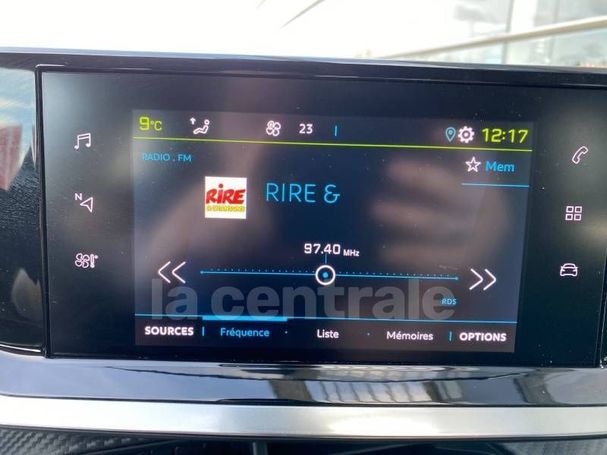 9°C 23 12:17
RADIO . FM
Mem
RIRE
RIRE &
N
97.40 MHz
RDS
la centrale
SOURCES Fréquence Liste Mémoires OPTIONS